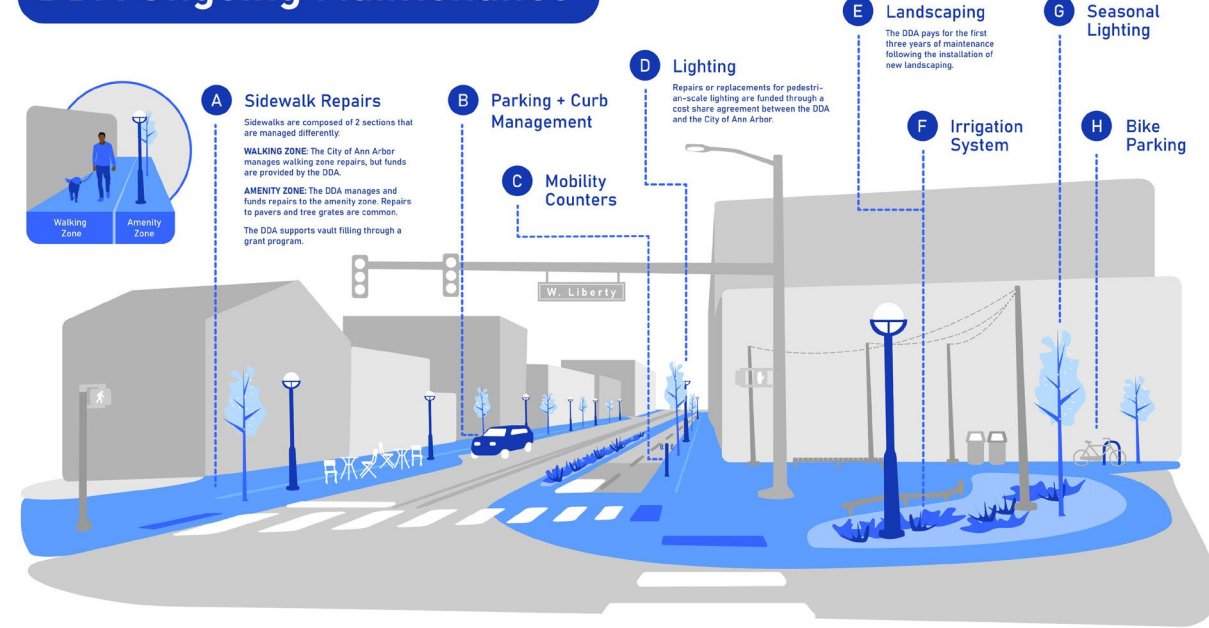 DDA Ongoing Maintenance
A Sidewalk Repairs
Sidewalks are composed of 2 sections that
are managed differently:
WALKING ZONE: The City of Ann Arbor
manages walking zone repairs, but funds
are provided by the DDA.
AMENITY ZONE: The DDA manages and
funds repairs to the amenity zone. Repairs
to pavers and tree grates are common.
The DDA supports vault filling through a
grant program.
Walking
Zone
Amenity
Zone
B Parking + Curb
Management
C Mobility
Counters
D Lighting
Repairs or replacements for pedestri-
an-scale lighting are funded through a
cost share agreement between the DDA
and the City of Ann Arbor.
E Landscaping
The DDA pays for the first
three years of maintenance
following the installation of
new landscaping.
F Irrigation
System
G Seasonal
Lighting
H Bike
Parking
W. Liberty